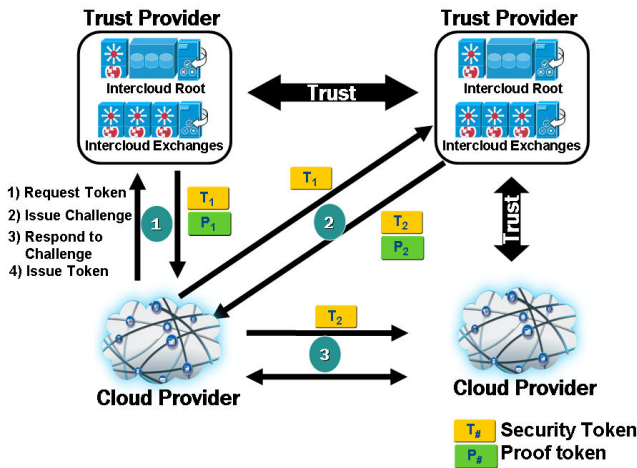 Trust Provider
Trust Provider
Intercloud Root
Intercloud Root
Trust
Intercloud Exchanges
Intercloud Exchanges
1) Request Token
2) Issue Challenge
3) Respond to
Challenge
4) Issue Token
1
T1
P1
T1
2
T2
P2
Trust
T2
3
Cloud Provider
Cloud Provider
T# Security Token
P# Proof token